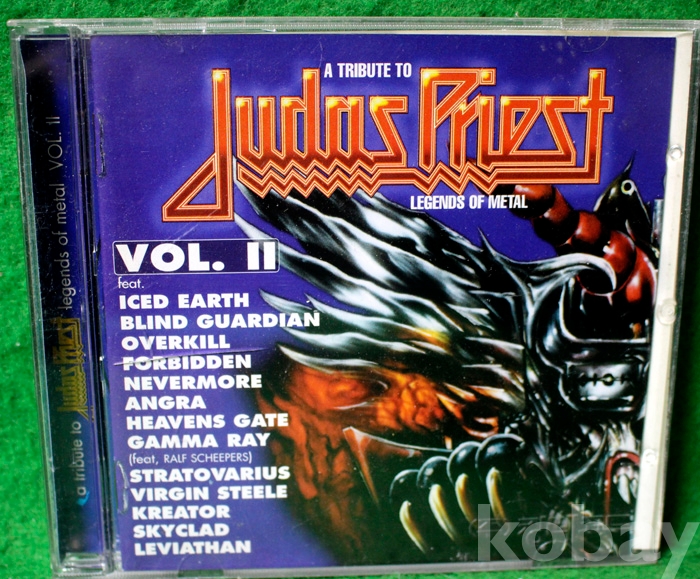 A TRIBUTE TO
Judas Priest
LEGENDS OF METAL
VOL. II
feat.
ICED EARTH
BLIND GUARDIAN
OVERKILL
FORBIDDEN
NEVERMORE
ANGRA
HEAVENS GATE
GAMMA RAY
(feat, RALF SCHEEPERS)
STRATOVARIUS
VIRGIN STEELE
KREATOR
SKYCLAD
LEVIATHAN
a tribute to Judas Priest legends of metal VOL. II
kobay